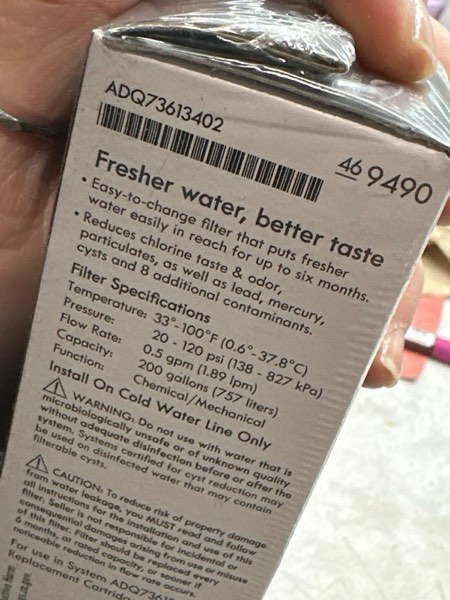 ADQ73613402
46 9490
Fresher water, better taste
• Easy-to-change filter that puts fresher
water easily in reach for up to six months.
• Reduces chlorine taste & odor,
particulates, as well as lead, mercury,
cysts and 8 additional contaminants.
Filter Specifications
Temperature: 33°-100°F (0.6°-37.8°C)
Pressure: 20 - 120 psi (138 - 827 kPa)
Flow Rate: 0.5 gpm (1.89 lpm)
Capacity: 200 gallons (757 liters)
Function: Chemical/Mechanical
Install On Cold Water Line Only
WARNING: Do not use with water that is
microbiologically unsafe or of unknown quality
without adequate disinfection before or after the
system. Systems certified for cyst reduction may
be used on disinfected water that may contain
filterable cysts.
CAUTION: To reduce risk of property damage
from water leakage, you MUST read and follow
all instructions for the installation and use of this
filter. Seller is not responsible for incidental or
consequential damages arising from use or misuse
of this filter. Filter should be replaced every
6 months, at rated capacity, or sooner if
noticeable reduction in flow rate occurs.
For use in System ADQ736
Replacement